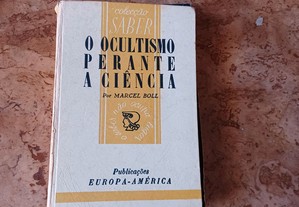 colecção
SABER
O OCULTISMO
PERANTE
A CIÊNCIA
Por MARCEL BOLL
Publicações
EUROPA-AMÉRICA